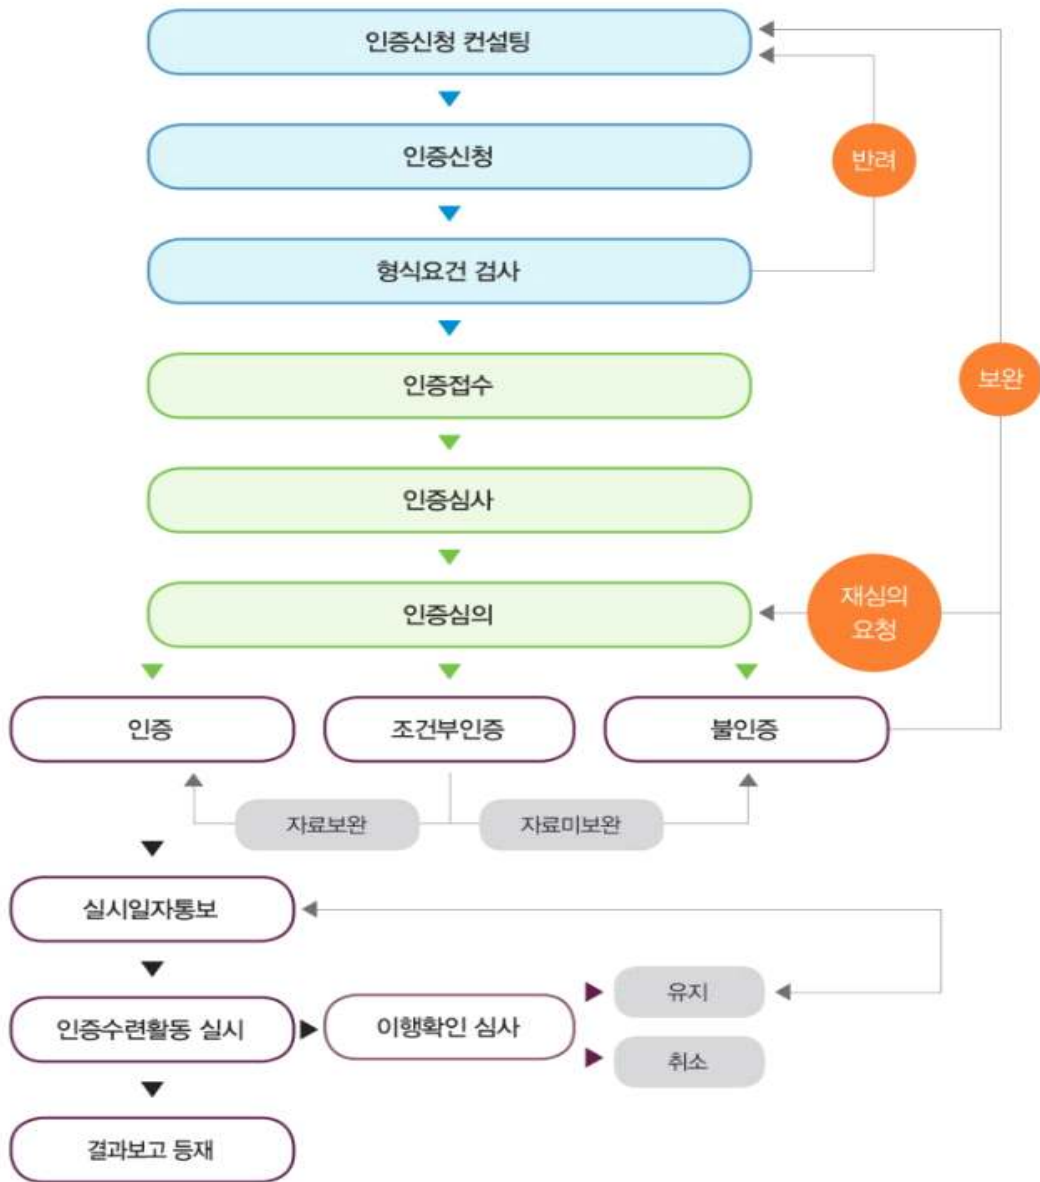 인증신청 컨설팅
인증신청
반려
형식요건 검사
인증접수
보완
인증심사
인증심의
재심의
요청
인증
조건부인증
불인증
자료보완
자료미보완
실시일자통보
유지
인증수련활동 실시
이행확인 심사
취소
결과보고 등재